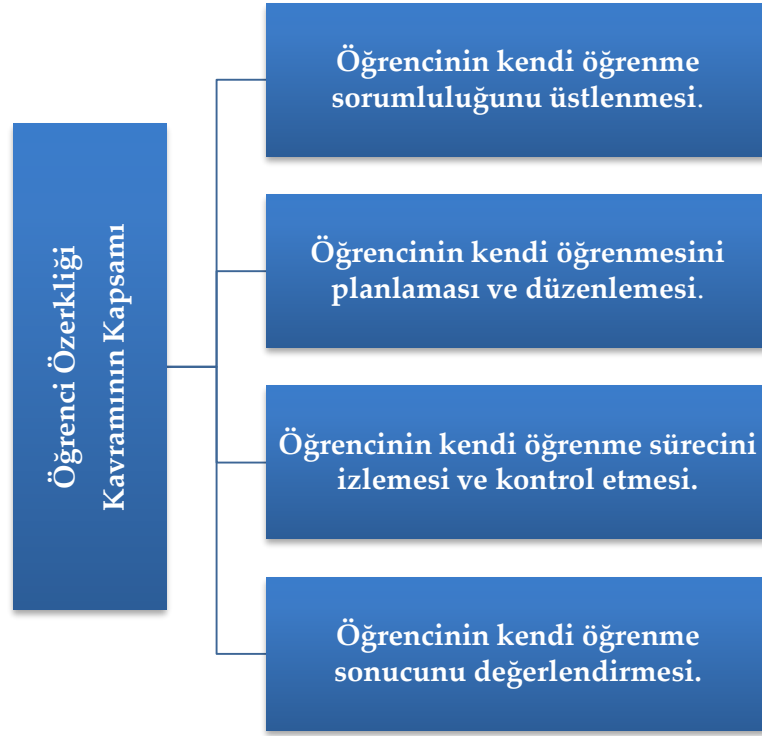 Öğrenci Özerkliği
Kavramının Kapsamı
Öğrencinin kendi öğrenme
sorumluluğunu üstlenmesi.
Öğrencinin kendi öğrenmesini
planlaması ve düzenlemesi.
Öğrencinin kendi öğrenme sürecini
izlemesi ve kontrol etmesi.
Öğrencinin kendi öğrenme
sonucunu değerlendirmesi.